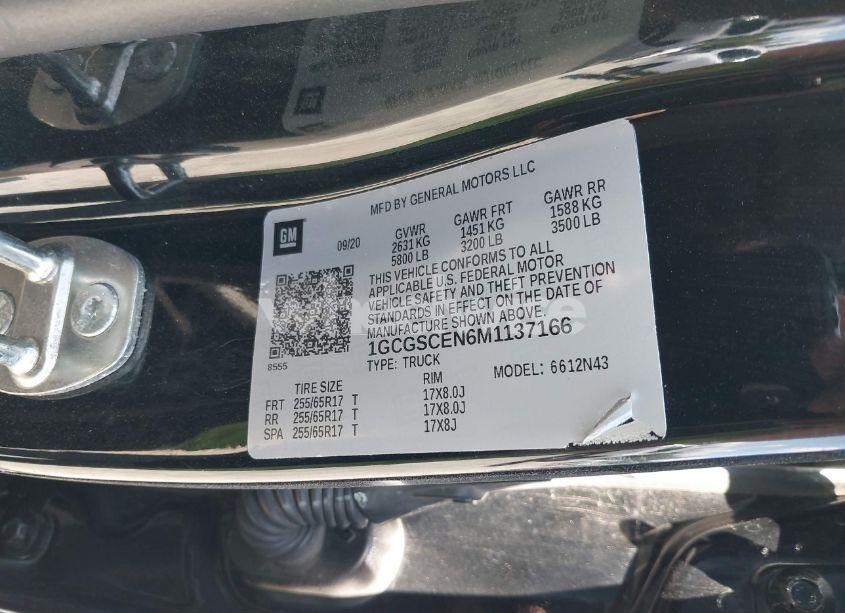 MFD BY GENERAL MOTORS LLC
GM
09/20
GVWR GAWR FRT GAWR RR
2631 KG 1451 KG 1588 KG
5800 LB 3200 LB 3500 LB
THIS VEHICLE CONFORMS TO ALL
APPLICABLE U.S. FEDERAL MOTOR
VEHICLE SAFETY AND THEFT PREVENTION
STANDARDS IN EFFECT ON THE DATE OF
MANUFACTURE SHOWN ABOVE.
1GCGSCEN6M1137166
8555
TYPE: TRUCK MODEL: 6612N43
TIRE SIZE RIM
FRT 255/65R17 T 17X8.0J
RR 255/65R17 T 17X8.0J
SPA 255/65R17 T 17X8J